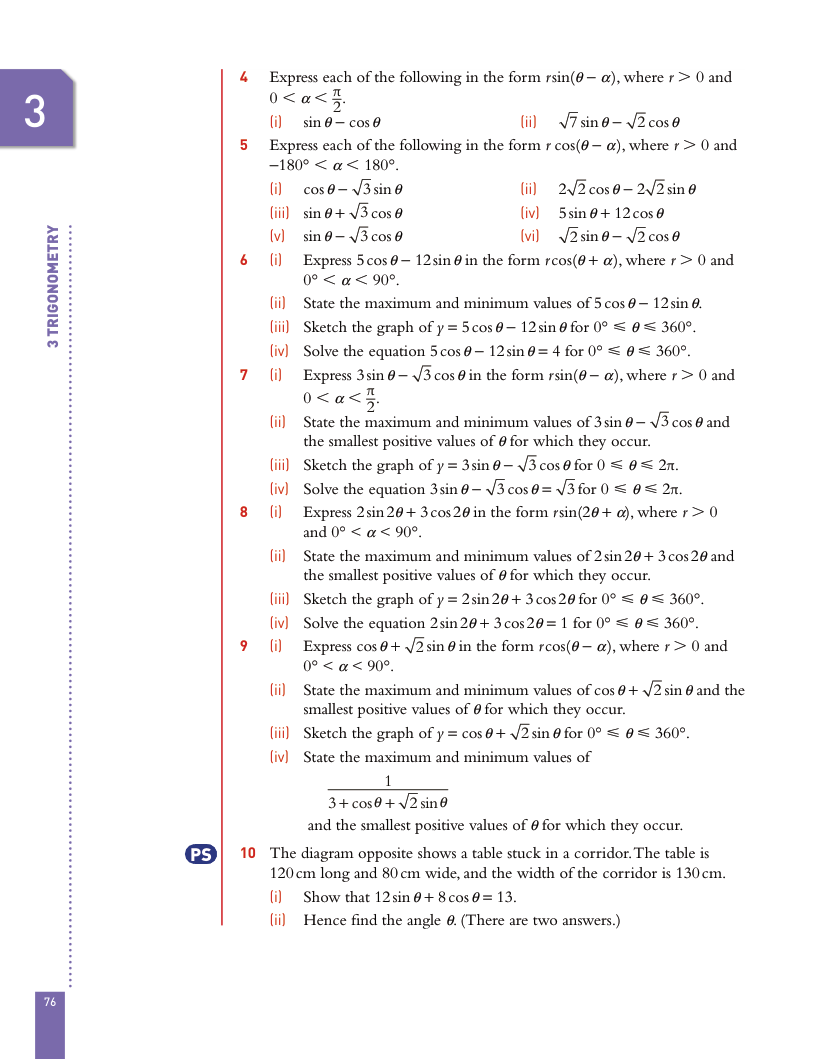 3
3 TRIGONOMETRY
4 Express each of the following in the form r sin(θ − α), where r > 0 and
0 < α < π/2.
(i) sin θ − cos θ (ii) √7 sin θ − √2 cos θ
5 Express each of the following in the form r cos(θ − α), where r > 0 and
−180° < α < 180°.
(i) cos θ − √3 sin θ (ii) 2√2 cos θ − 2√2 sin θ
(iii) sin θ + √3 cos θ (iv) 5 sin θ + 12 cos θ
(v) sin θ − √3 cos θ (vi) √2 sin θ − √2 cos θ
6 (i) Express 5 cos θ − 12 sin θ in the form r cos(θ + α), where r > 0 and
0° < α < 90°.
(ii) State the maximum and minimum values of 5 cos θ − 12 sin θ.
(iii) Sketch the graph of y = 5 cos θ − 12 sin θ for 0° ⩽ θ ⩽ 360°.
(iv) Solve the equation 5 cos θ − 12 sin θ = 4 for 0° ⩽ θ ⩽ 360°.
7 (i) Express 3 sin θ − √3 cos θ in the form r sin(θ − α), where r > 0 and
0 < α < π/2.
(ii) State the maximum and minimum values of 3 sin θ − √3 cos θ and
the smallest positive values of θ for which they occur.
(iii) Sketch the graph of y = 3 sin θ − √3 cos θ for 0 ⩽ θ ⩽ 2π.
(iv) Solve the equation 3 sin θ − √3 cos θ = √3 for 0 ⩽ θ ⩽ 2π.
8 (i) Express 2 sin 2θ + 3 cos 2θ in the form r sin(2θ + α), where r > 0
and 0° < α < 90°.
(ii) State the maximum and minimum values of 2 sin 2θ + 3 cos 2θ and
the smallest positive values of θ for which they occur.
(iii) Sketch the graph of y = 2 sin 2θ + 3 cos 2θ for 0° ⩽ θ ⩽ 360°.
(iv) Solve the equation 2 sin 2θ + 3 cos 2θ = 1 for 0° ⩽ θ ⩽ 360°.
9 (i) Express cos θ + √2 sin θ in the form r cos(θ − α), where r > 0 and
0° < α < 90°.
(ii) State the maximum and minimum values of cos θ + √2 sin θ and the
smallest positive values of θ for which they occur.
(iii) Sketch the graph of y = cos θ + √2 sin θ for 0° ⩽ θ ⩽ 360°.
(iv) State the maximum and minimum values of
1
3 + cos θ + √2 sin θ
and the smallest positive values of θ for which they occur.
PS 10 The diagram opposite shows a table stuck in a corridor. The table is
120 cm long and 80 cm wide, and the width of the corridor is 130 cm.
(i) Show that 12 sin θ + 8 cos θ = 13.
(ii) Hence find the angle θ. (There are two answers.)
76